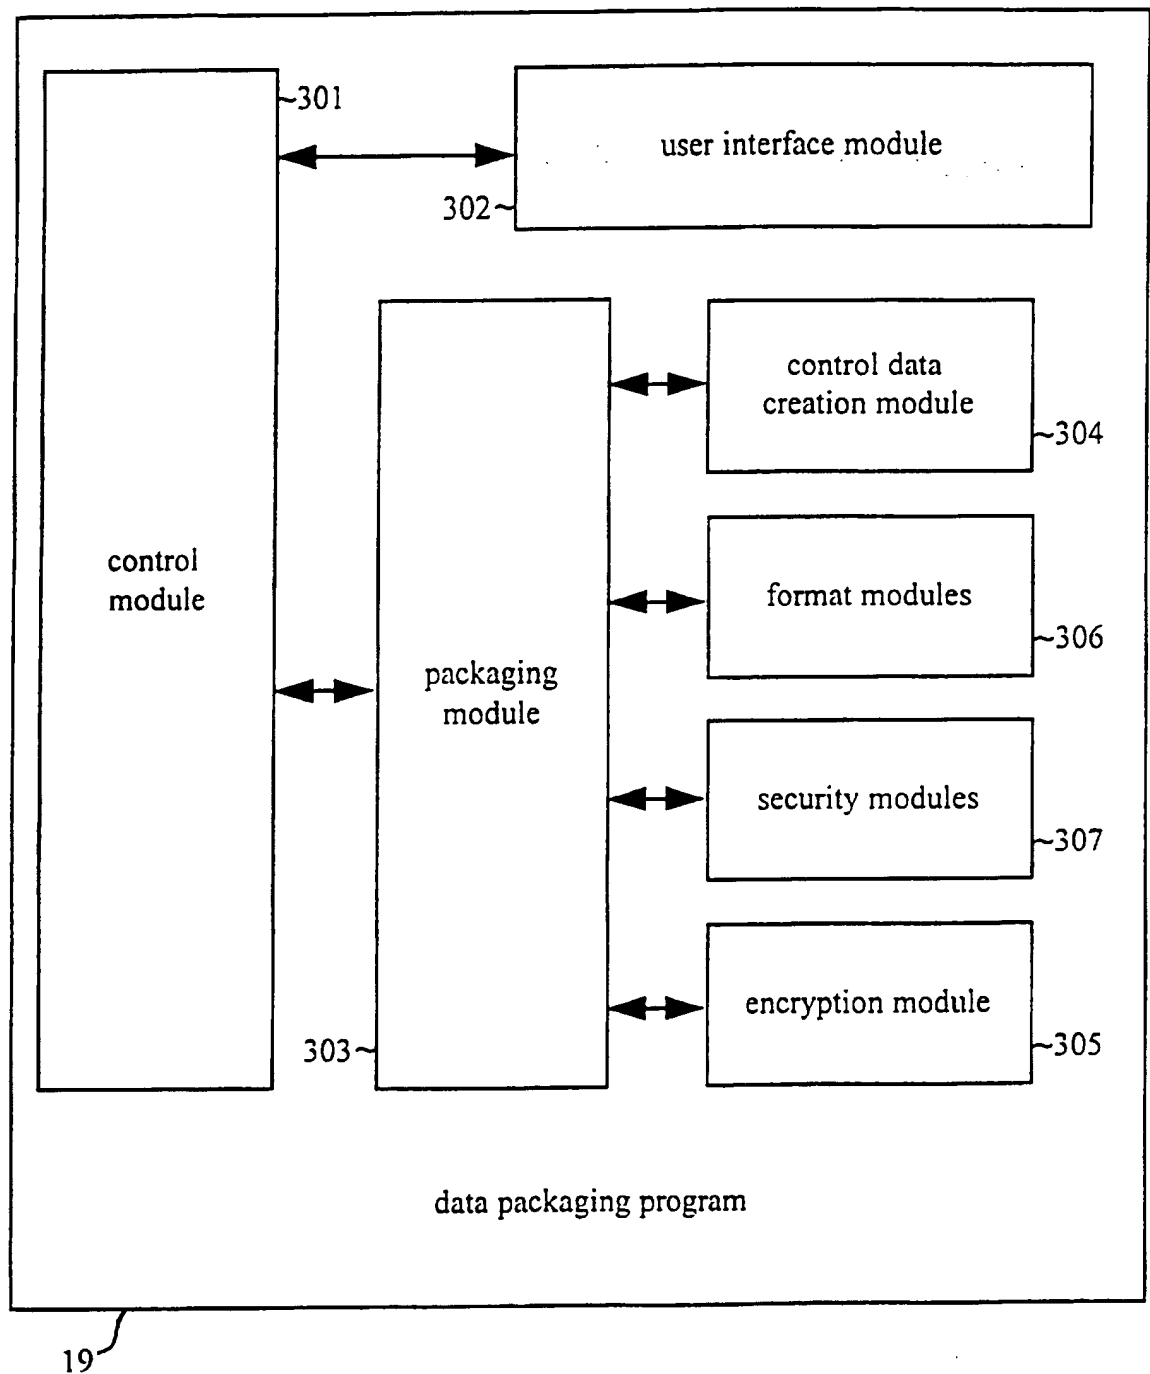 301
user interface module
302
control data
creation module
304
control
module
format modules
306
packaging
module
security modules
307
encryption module
303
305
data packaging program
19